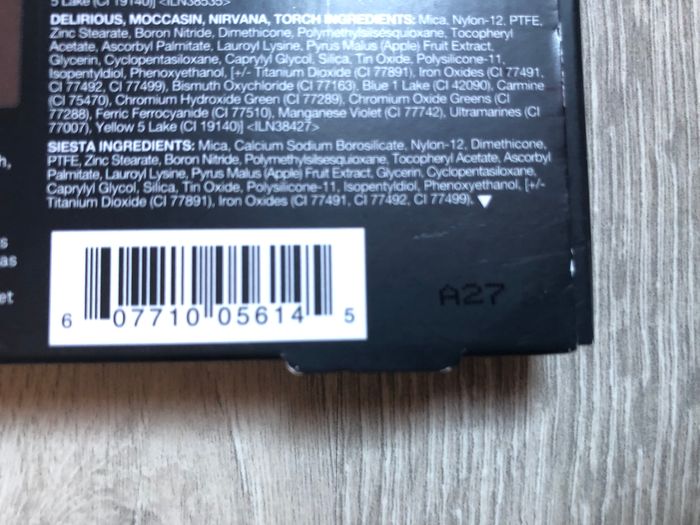 5 Lake (CI 19140)] <ILN38535>
DELIRIOUS, MOCCASIN, NIRVANA, TORCH INGREDIENTS: Mica, Nylon-12, PTFE,
Zinc Stearate, Boron Nitride, Dimethicone, Polymethylsilsesquioxane, Tocopheryl
Acetate, Ascorbyl Palmitate, Lauroyl Lysine, Pyrus Malus (Apple) Fruit Extract,
Glycerin, Cyclopentasiloxane, Caprylyl Glycol, Silica, Tin Oxide, Polysilicone-11,
Isopentyldiol, Phenoxyethanol, [+/- Titanium Dioxide (CI 77891), Iron Oxides (CI 77491,
CI 77492, CI 77499), Bismuth Oxychloride (CI 77163), Blue 1 Lake (CI 42090), Carmine
(CI 75470), Chromium Hydroxide Green (CI 77289), Chromium Oxide Greens (CI
77288), Ferric Ferrocyanide (CI 77510), Manganese Violet (CI 77742), Ultramarines (CI
77007), Yellow 5 Lake (CI 19140)] <ILN38427>
SIESTA INGREDIENTS: Mica, Calcium Sodium Borosilicate, Nylon-12, Dimethicone,
PTFE, Zinc Stearate, Boron Nitride, Polymethylsilsesquioxane, Tocopheryl Acetate, Ascorbyl
Palmitate, Lauroyl Lysine, Pyrus Malus (Apple) Fruit Extract, Glycerin, Cyclopentasiloxane,
Caprylyl Glycol, Silica, Tin Oxide, Polysilicone-11, Isopentyldiol, Phenoxyethanol, [+/-
Titanium Dioxide (CI 77891), Iron Oxides (CI 77491, CI 77492, CI 77499).
6 07710 05614 5
A27